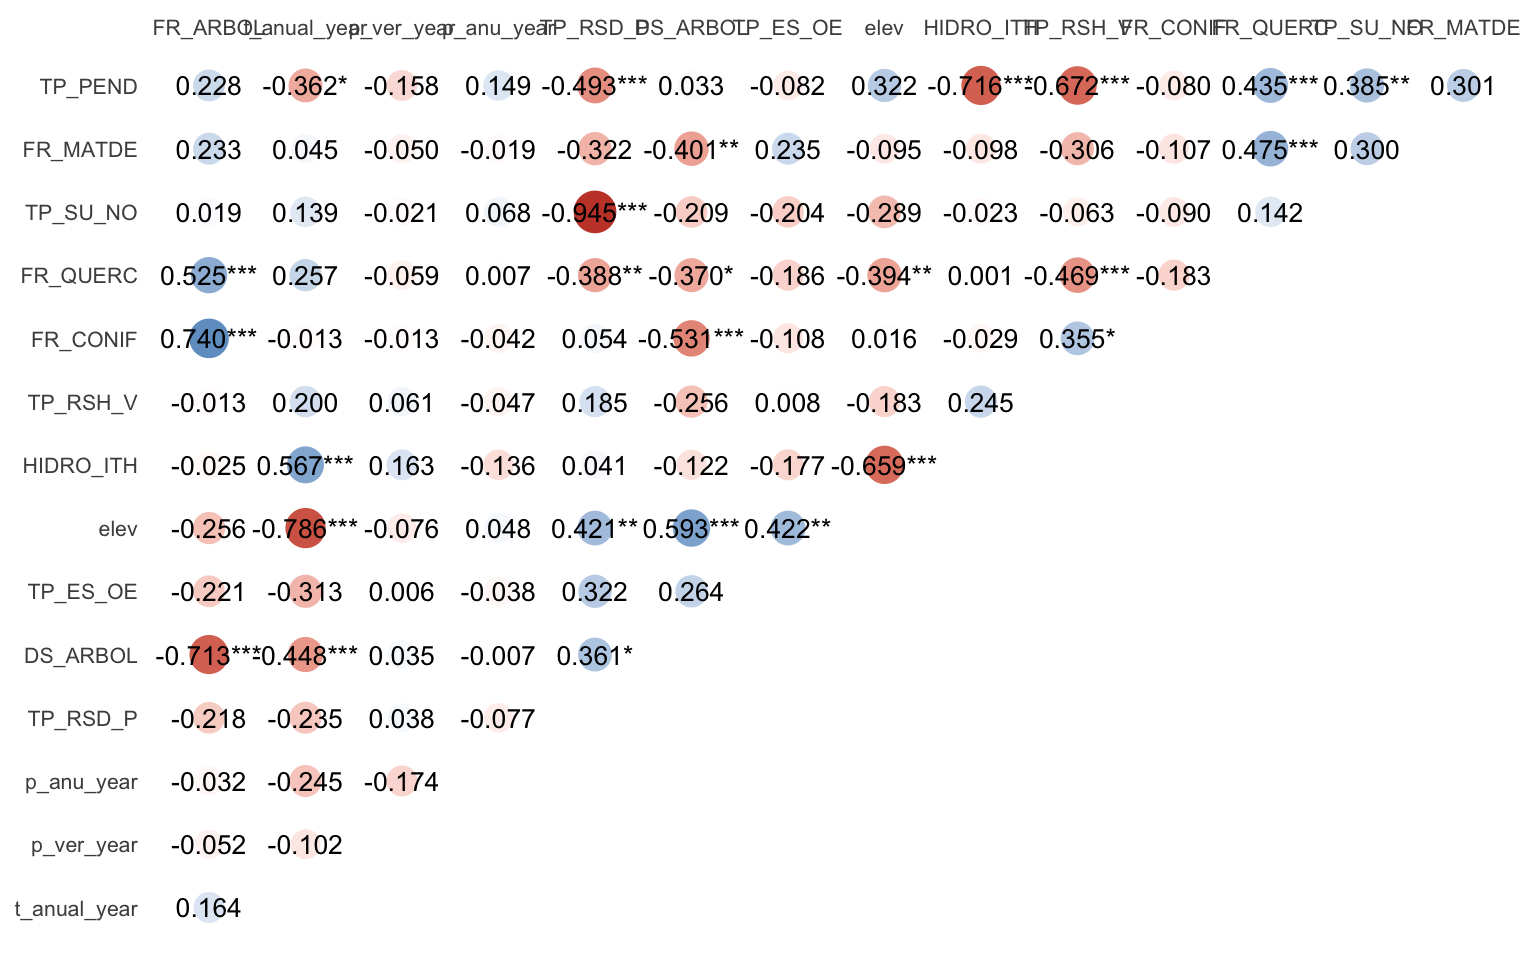 FR_ARBOL t_anual_year p_ver_year p_anu_year TP_RSD_P DS_ARBOL TP_ES_OE elev HIDRO_ITH TP_RSH_V FR_CONIF FR_QUERC TP_SU_NO FR_MATDE
TP_PEND 0.228 -0.362* -0.158 0.149 -0.493*** 0.033 -0.082 0.322 -0.716*** -0.672*** -0.080 0.435*** 0.385** 0.301
FR_MATDE 0.233 0.045 -0.050 -0.019 -0.322 -0.401** 0.235 -0.095 -0.098 -0.306 -0.107 0.475*** 0.300
TP_SU_NO 0.019 0.139 -0.021 0.068 -0.945*** -0.209 -0.204 -0.289 -0.023 -0.063 -0.090 0.142
FR_QUERC 0.525*** 0.257 -0.059 0.007 -0.388** -0.370* -0.186 -0.394** 0.001 -0.469*** -0.183
FR_CONIF 0.740*** -0.013 -0.013 -0.042 0.054 -0.531*** -0.108 0.016 -0.029 0.355*
TP_RSH_V -0.013 0.200 0.061 -0.047 0.185 -0.256 0.008 -0.183 0.245
HIDRO_ITH -0.025 0.567*** 0.163 -0.136 0.041 -0.122 -0.177 -0.659***
elev -0.256 -0.786*** -0.076 0.048 0.421** 0.593*** 0.422**
TP_ES_OE -0.221 -0.313 0.006 -0.038 0.322 0.264
DS_ARBOL -0.713*** -0.448*** 0.035 -0.007 0.361*
TP_RSD_P -0.218 -0.235 0.038 -0.077
p_anu_year -0.032 -0.245 -0.174
p_ver_year -0.052 -0.102
t_anual_year 0.164